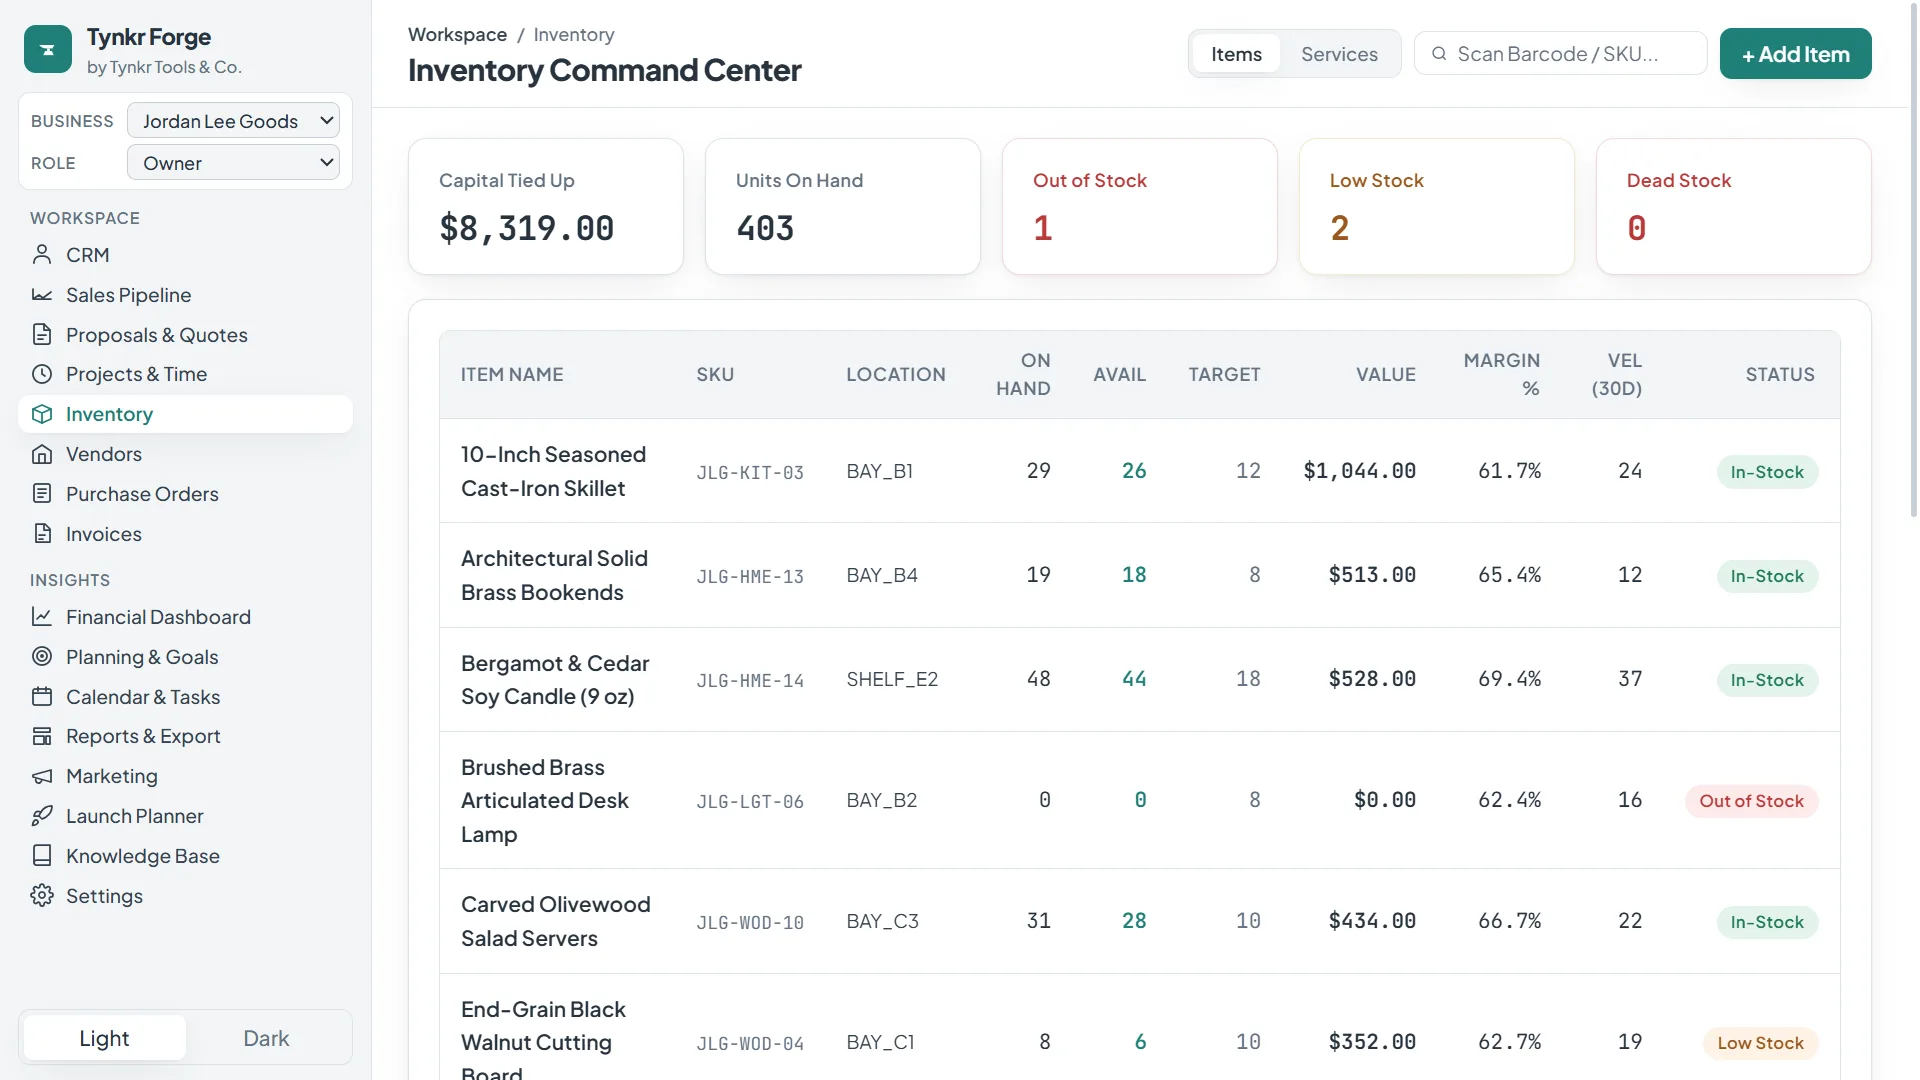 Tynkr Forge
by Tynkr Tools & Co.
BUSINESS Jordan Lee Goods
ROLE Owner
WORKSPACE
CRM
Sales Pipeline
Proposals & Quotes
Projects & Time
Inventory
Vendors
Purchase Orders
Invoices
INSIGHTS
Financial Dashboard
Planning & Goals
Calendar & Tasks
Reports & Export
Marketing
Launch Planner
Knowledge Base
Settings
Light Dark
Workspace / Inventory
Inventory Command Center
Items Services Scan Barcode / SKU... + Add Item
Capital Tied Up
$8,319.00
Units On Hand
403
Out of Stock
1
Low Stock
2
Dead Stock
0
ITEM NAME SKU LOCATION ON HAND AVAIL TARGET VALUE MARGIN % VEL (30D) STATUS
10-Inch Seasoned
Cast-Iron Skillet
JLG-KIT-03 BAY_B1 29 26 12 $1,044.00 61.7% 24 In-Stock
Architectural Solid
Brass Bookends
JLG-HME-13 BAY_B4 19 18 8 $513.00 65.4% 12 In-Stock
Bergamot & Cedar
Soy Candle (9 oz)
JLG-HME-14 SHELF_E2 48 44 18 $528.00 69.4% 37 In-Stock
Brushed Brass
Articulated Desk
Lamp
JLG-LGT-06 BAY_B2 0 0 8 $0.00 62.4% 16 Out of Stock
Carved Olivewood
Salad Servers
JLG-WOD-10 BAY_C3 31 28 10 $434.00 66.7% 22 In-Stock
End-Grain Black
Walnut Cutting
Board
JLG-WOD-04 BAY_C1 8 6 10 $352.00 62.7% 19 Low Stock